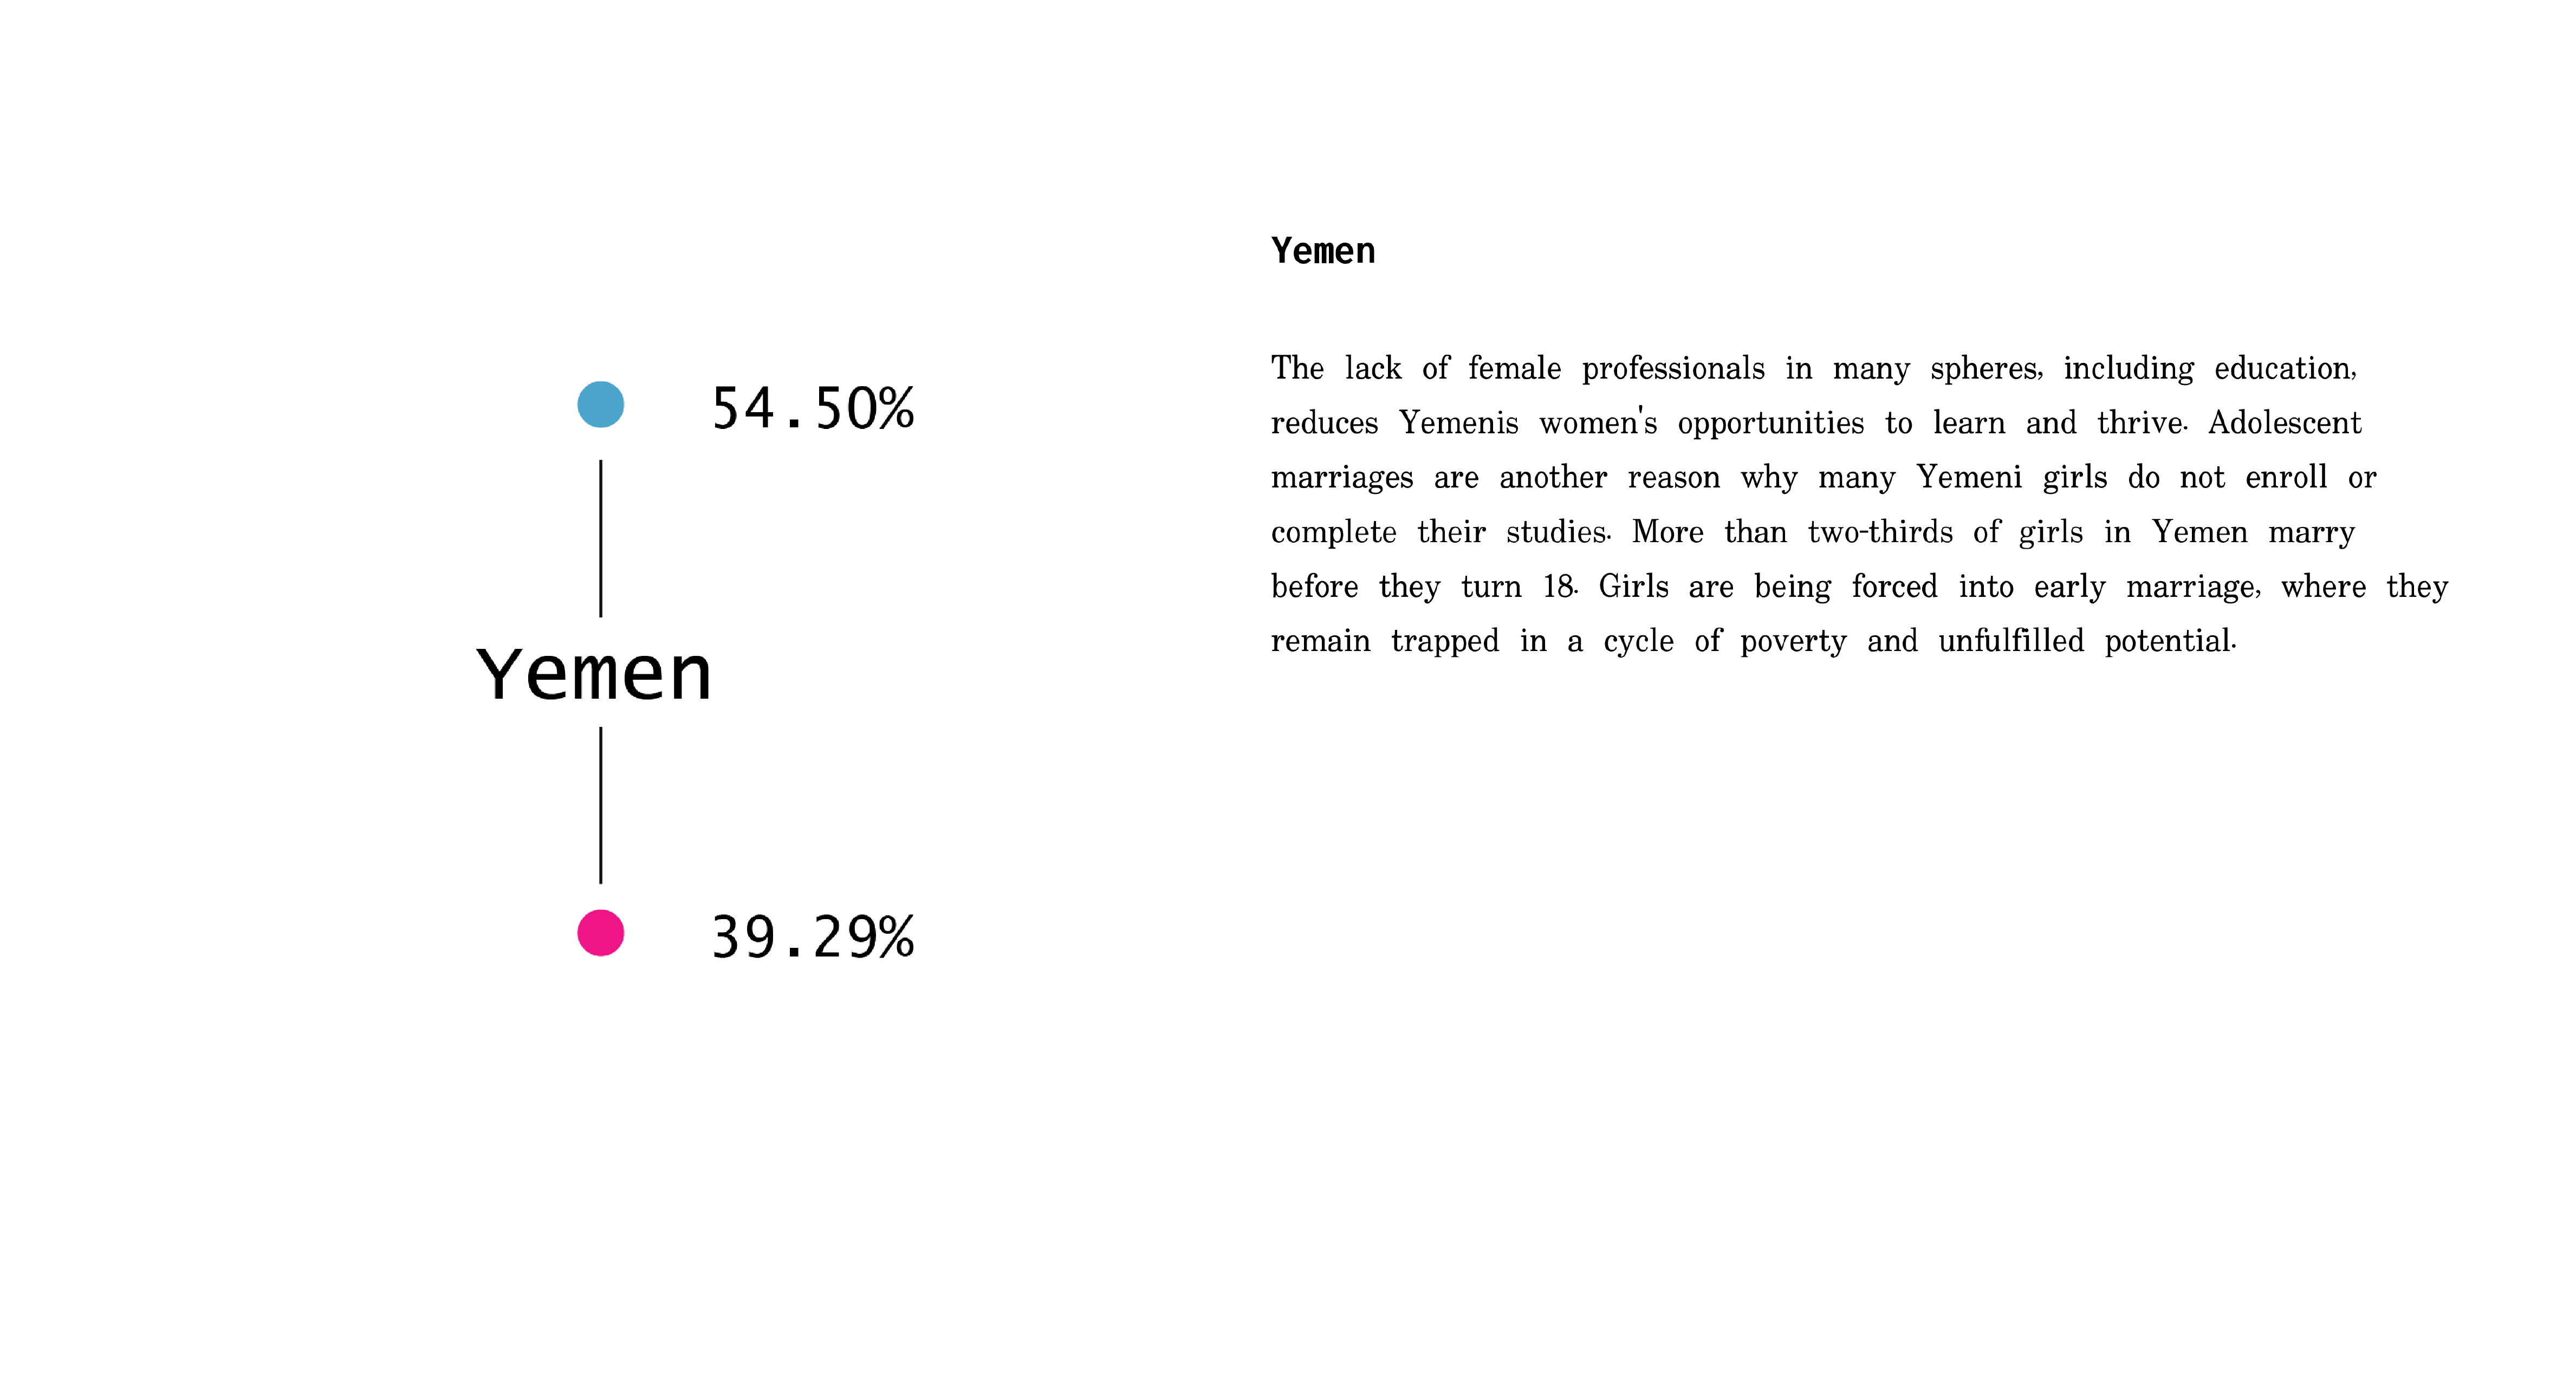 54.50%
Yemen
39.29%
Yemen
The lack of female professionals in many spheres, including education,
reduces Yemenis women's opportunities to learn and thrive. Adolescent
marriages are another reason why many Yemeni girls do not enroll or
complete their studies. More than two-thirds of girls in Yemen marry
before they turn 18. Girls are being forced into early marriage, where they
remain trapped in a cycle of poverty and unfulfilled potential.